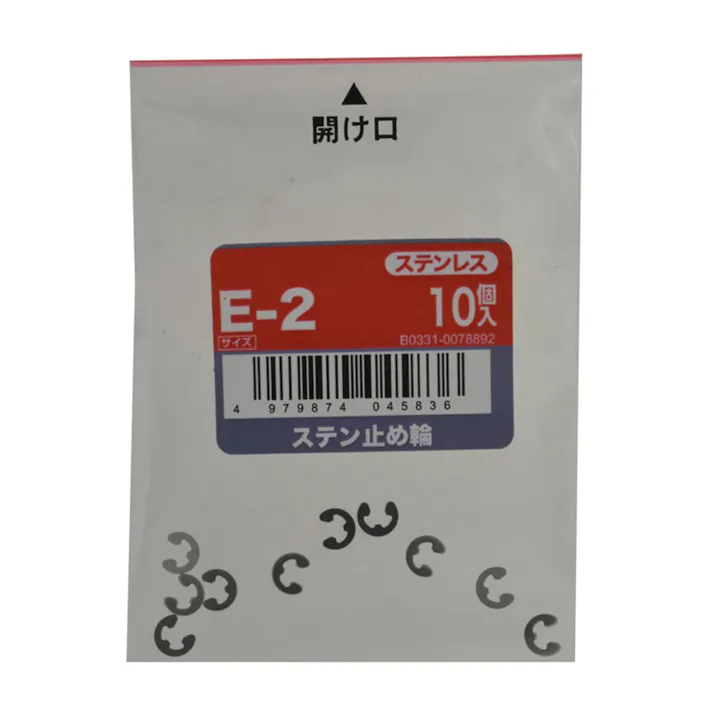 ▲
開け口
ステンレス
E-2
サイズ
10個入
B0331-0078892
4 979874 045836
ステン止め輪